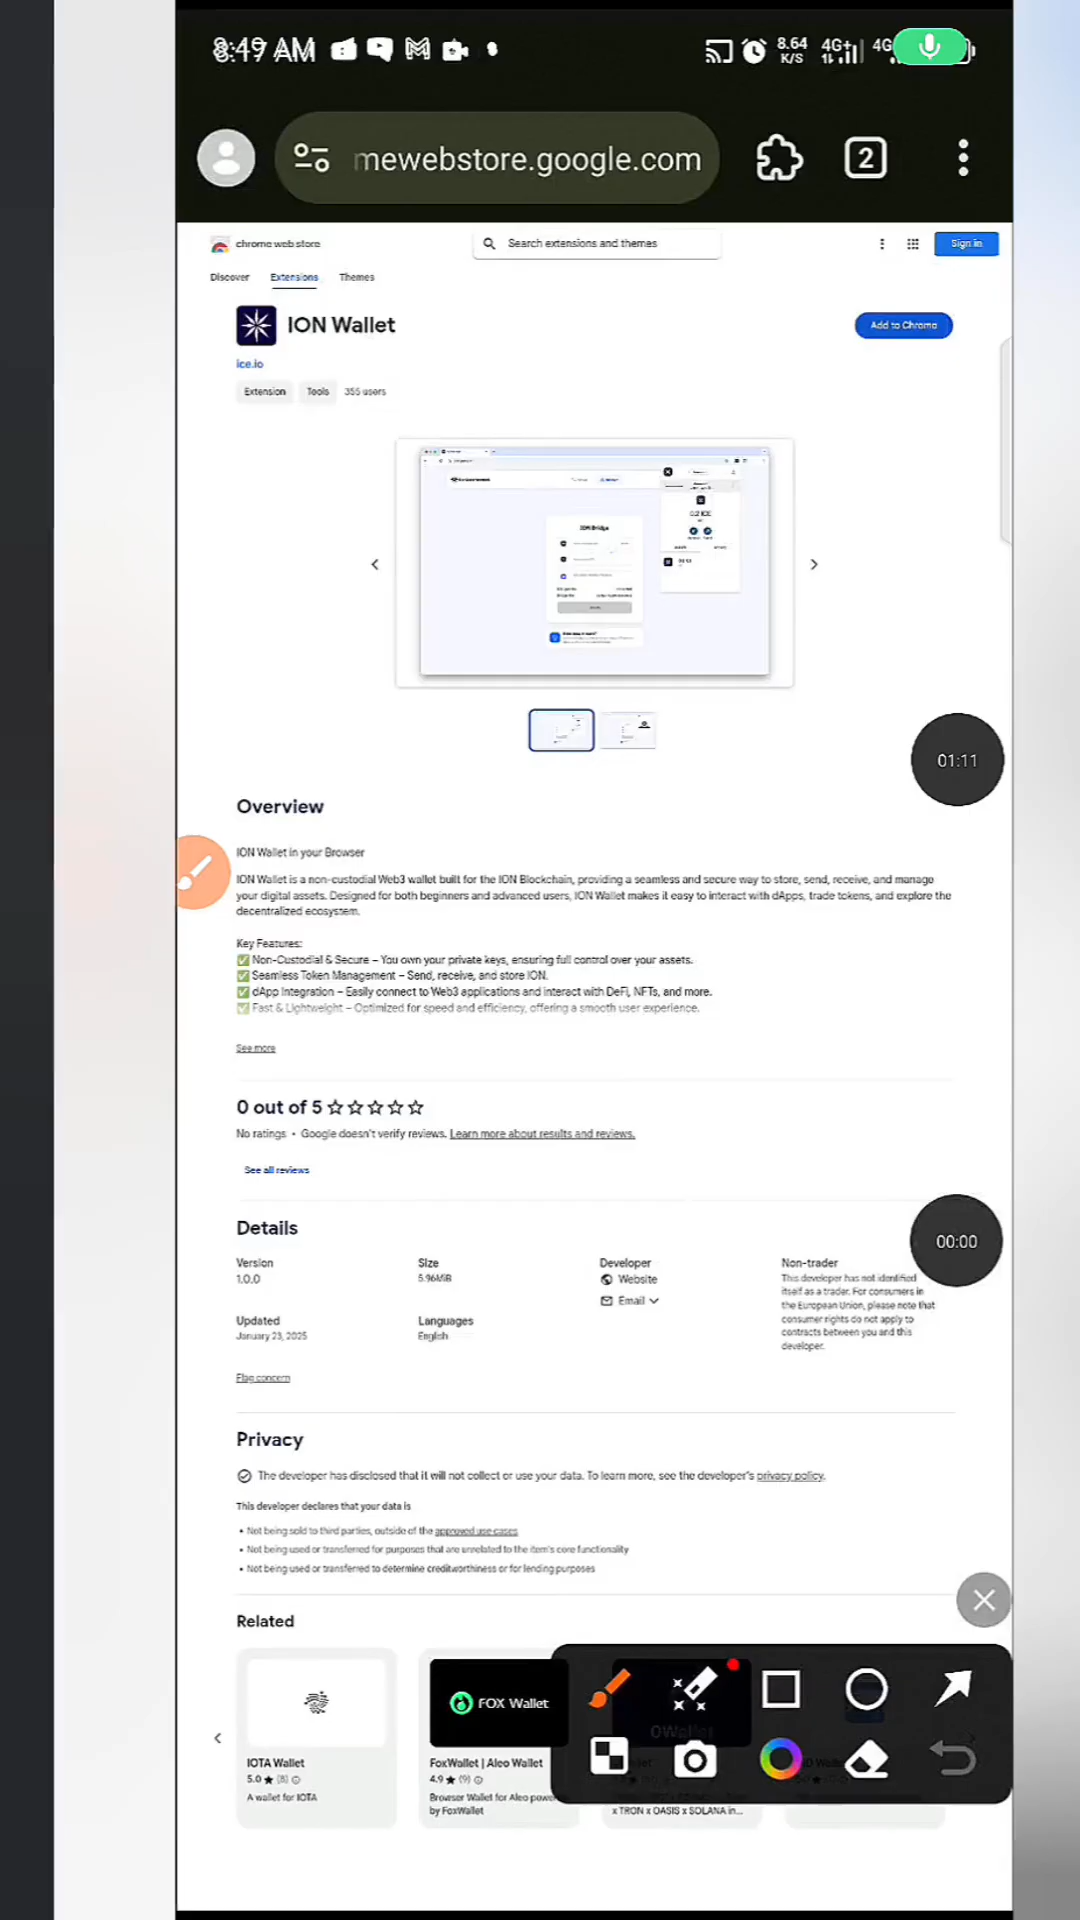 8:49 AM
8.64 K/S 4G+ 4G
mewebstore.google.com
2
chrome web store
Search extensions and themes
Sign in
Discover Extensions Themes
ION Wallet
Add to Chrome
ice.io
Extension Tools 355 users
ION Bridge
0.2 ICE
01:11
Overview
ION Wallet in your Browser
ION Wallet is a non-custodial Web3 wallet built for the ION Blockchain, providing a seamless and secure way to store, send, receive, and manage
your digital assets. Designed for both beginners and advanced users, ION Wallet makes it easy to interact with dApps, trade tokens, and explore the
decentralized ecosystem.
Key Features:
✅ Non-Custodial & Secure – You own your private keys, ensuring full control over your assets.
✅ Seamless Token Management – Send, receive, and store ION.
✅ dApp Integration – Easily connect to Web3 applications and interact with DeFi, NFTs, and more.
✅ Fast & Lightweight – Optimized for speed and efficiency, offering a smooth user experience.
See more
0 out of 5
No ratings • Google doesn't verify reviews. Learn more about results and reviews.
See all reviews
Details
00:00
Version
1.0.0
Size
5.96MiB
Developer
Website
Email
Non-trader
This developer has not identified
itself as a trader. For consumers in
the European Union, please note that
consumer rights do not apply to
contracts between you and this
developer.
Updated
January 23, 2025
Languages
English
Flag concern
Privacy
The developer has disclosed that it will not collect or use your data. To learn more, see the developer's privacy policy.
This developer declares that your data is
• Not being sold to third parties, outside of the approved use cases
• Not being used or transferred for purposes that are unrelated to the item's core functionality
• Not being used or transferred to determine creditworthiness or for lending purposes
Related
IOTA Wallet
5.0 ★ (8)
A wallet for IOTA
FOX Wallet
FoxWallet | Aleo Wallet
4.9 ★ (9)
Browser Wallet for Aleo powe
by FoxWallet
OWallet
x TRON x OASIS x SOLANA in...